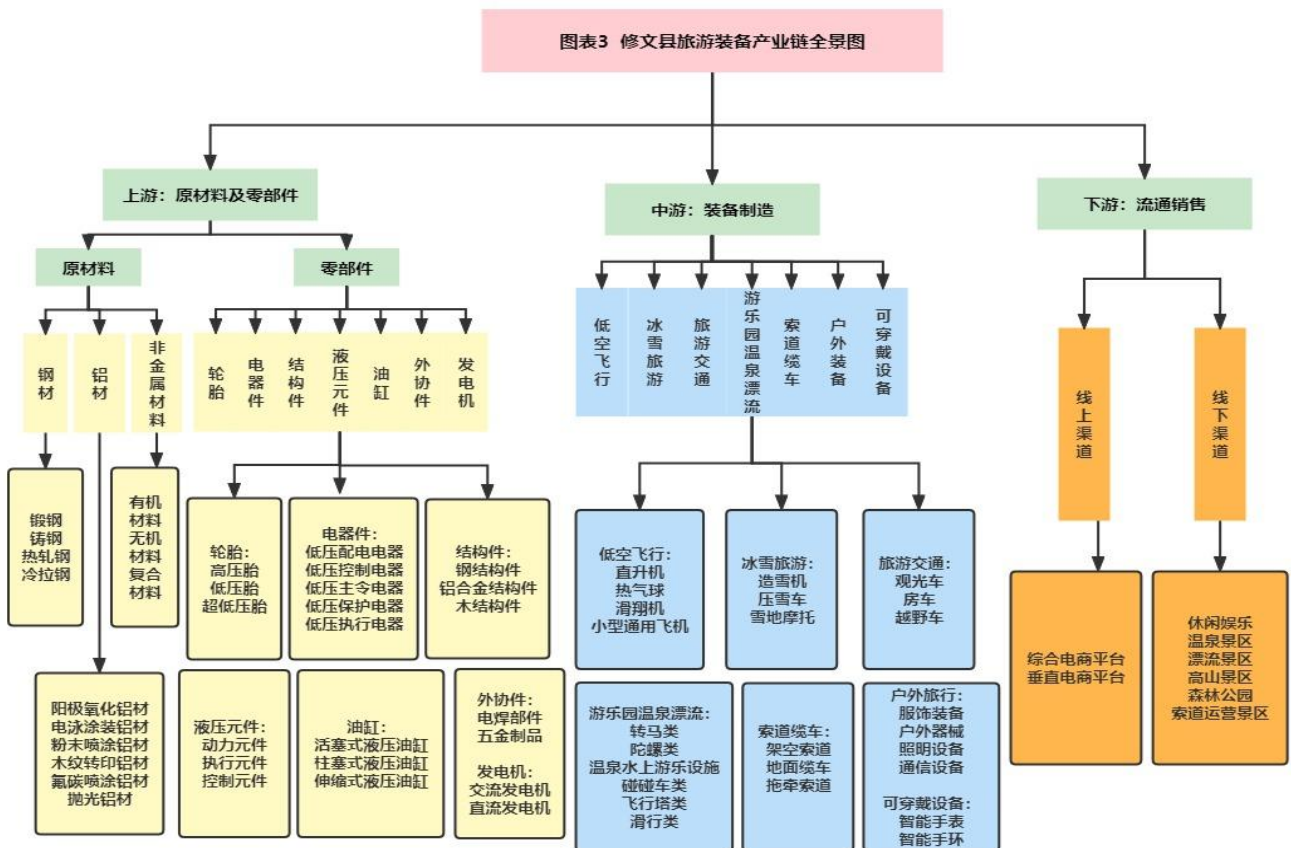 图表3 修文县旅游装备产业链全景图
上游：原材料及零部件
中游：装备制造
下游：流通销售
原材料
零部件
钢材
铝材
非金属材料
轮胎
电器件
结构件
液压元件
油缸
外协件
发电机
低空飞行
冰雪旅游
旅游交通
游乐园温泉漂流
索道缆车
户外装备
可穿戴设备
线上渠道
线下渠道
锻钢
铸钢
热轧钢
冷拉钢
有机
材料
无机
材料
复合
材料
轮胎：
高压胎
低压胎
超低压胎
电器件：
低压配电电器
低压控制电器
低压主令电器
低压保护电器
低压执行电器
结构件：
钢结构件
铝合金结构件
木结构件
低空飞行：
直升机
热气球
滑翔机
小型通用飞机
冰雪旅游：
造雪机
压雪车
雪地摩托
旅游交通：
观光车
房车
越野车
综合电商平台
垂直电商平台
休闲娱乐
温泉景区
漂流景区
高山景区
森林公园
索道运营景区
阳极氧化铝材
电泳涂装铝材
粉末喷涂铝材
木纹转印铝材
氟碳喷涂铝材
抛光铝材
液压元件：
动力元件
执行元件
控制元件
油缸：
活塞式液压油缸
柱塞式液压油缸
伸缩式液压油缸
外协件：
电焊部件
五金制品
发电机：
交流发电机
直流发电机
游乐园温泉漂流：
转马类
陀螺类
温泉水上游乐设施
碰碰车类
飞行塔类
滑行类
索道缆车：
架空索道
地面缆车
拖牵索道
户外旅行：
服饰装备
户外器械
照明设备
通信设备
可穿戴设备：
智能手表
智能手环